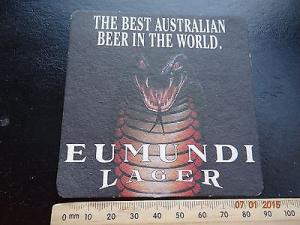 THE BEST AUSTRALIAN
BEER IN THE WORLD.
EUMUNDI
LAGER
07 01 2015
0 mm 10 20 30 40 50 60 70 80 90 100